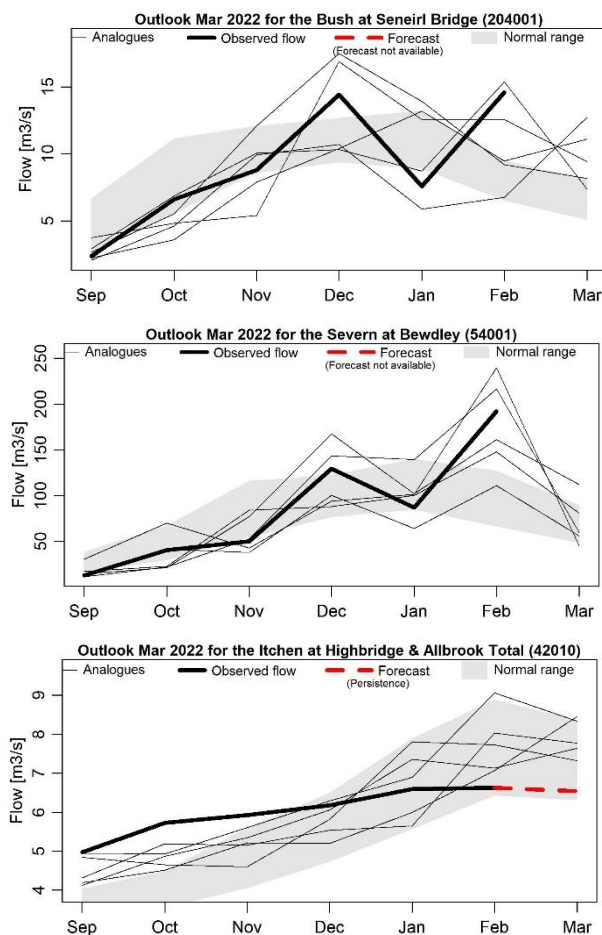 Outlook Mar 2022 for the Bush at Seneirl Bridge (204001)
Analogues Observed flow Forecast Normal range
(Forecast not available)
Flow [m3/s]
15
10
5
Sep Oct Nov Dec Jan Feb Mar
Outlook Mar 2022 for the Severn at Bewdley (54001)
Analogues Observed flow Forecast Normal range
(Forecast not available)
Flow [m3/s]
250
200
150
100
50
Sep Oct Nov Dec Jan Feb Mar
Outlook Mar 2022 for the Itchen at Highbridge & Allbrook Total (42010)
Analogues Observed flow Forecast Normal range
(Persistence)
Flow [m3/s]
9
8
7
6
5
4
Sep Oct Nov Dec Jan Feb Mar